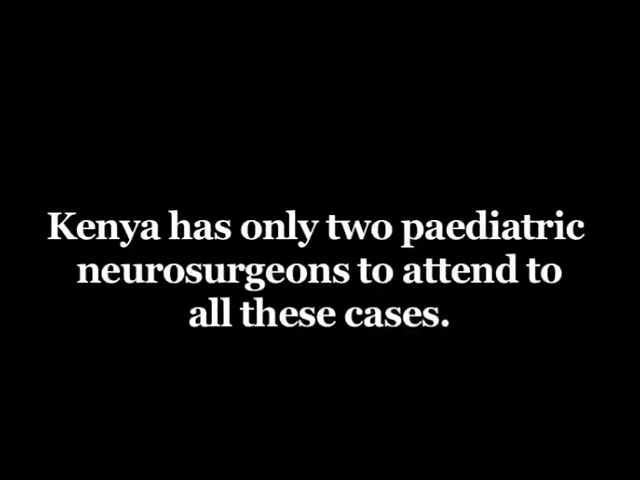 Kenya has only two paediatric
neurosurgeons to attend to
all these cases.